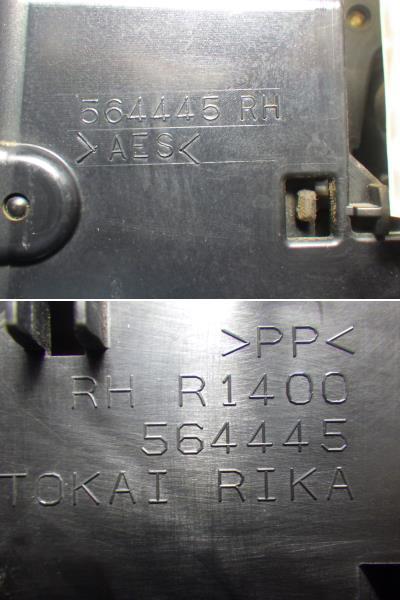 564445 RH
>AES<
>PP<
RH R1400
564445
TOKAI RIKA